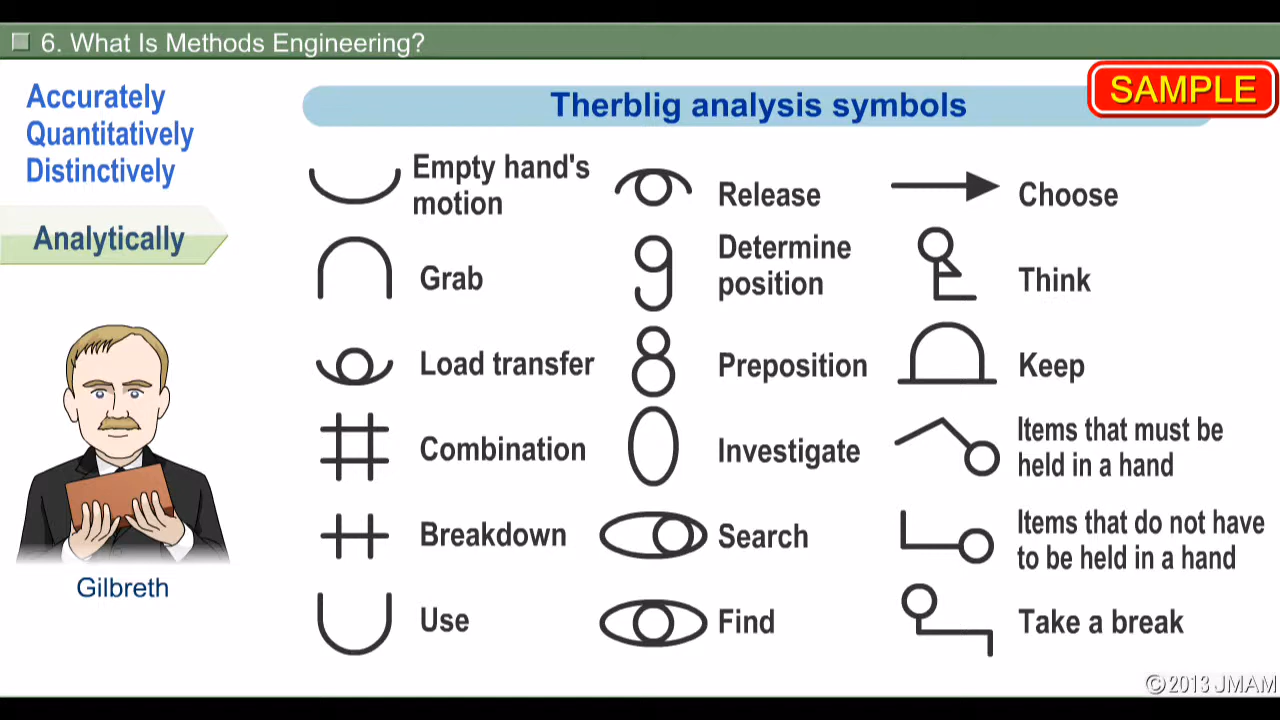 6. What Is Methods Engineering?
SAMPLE
Accurately
Quantitatively
Distinctively
Analytically
Gilbreth
Therblig analysis symbols
Empty hand's
motion
Grab
Load transfer
Combination
Breakdown
Use
Release
Determine
position
Preposition
Investigate
Search
Find
Choose
Think
Keep
Items that must be
held in a hand
Items that do not have
to be held in a hand
Take a break
©2013 JMAM